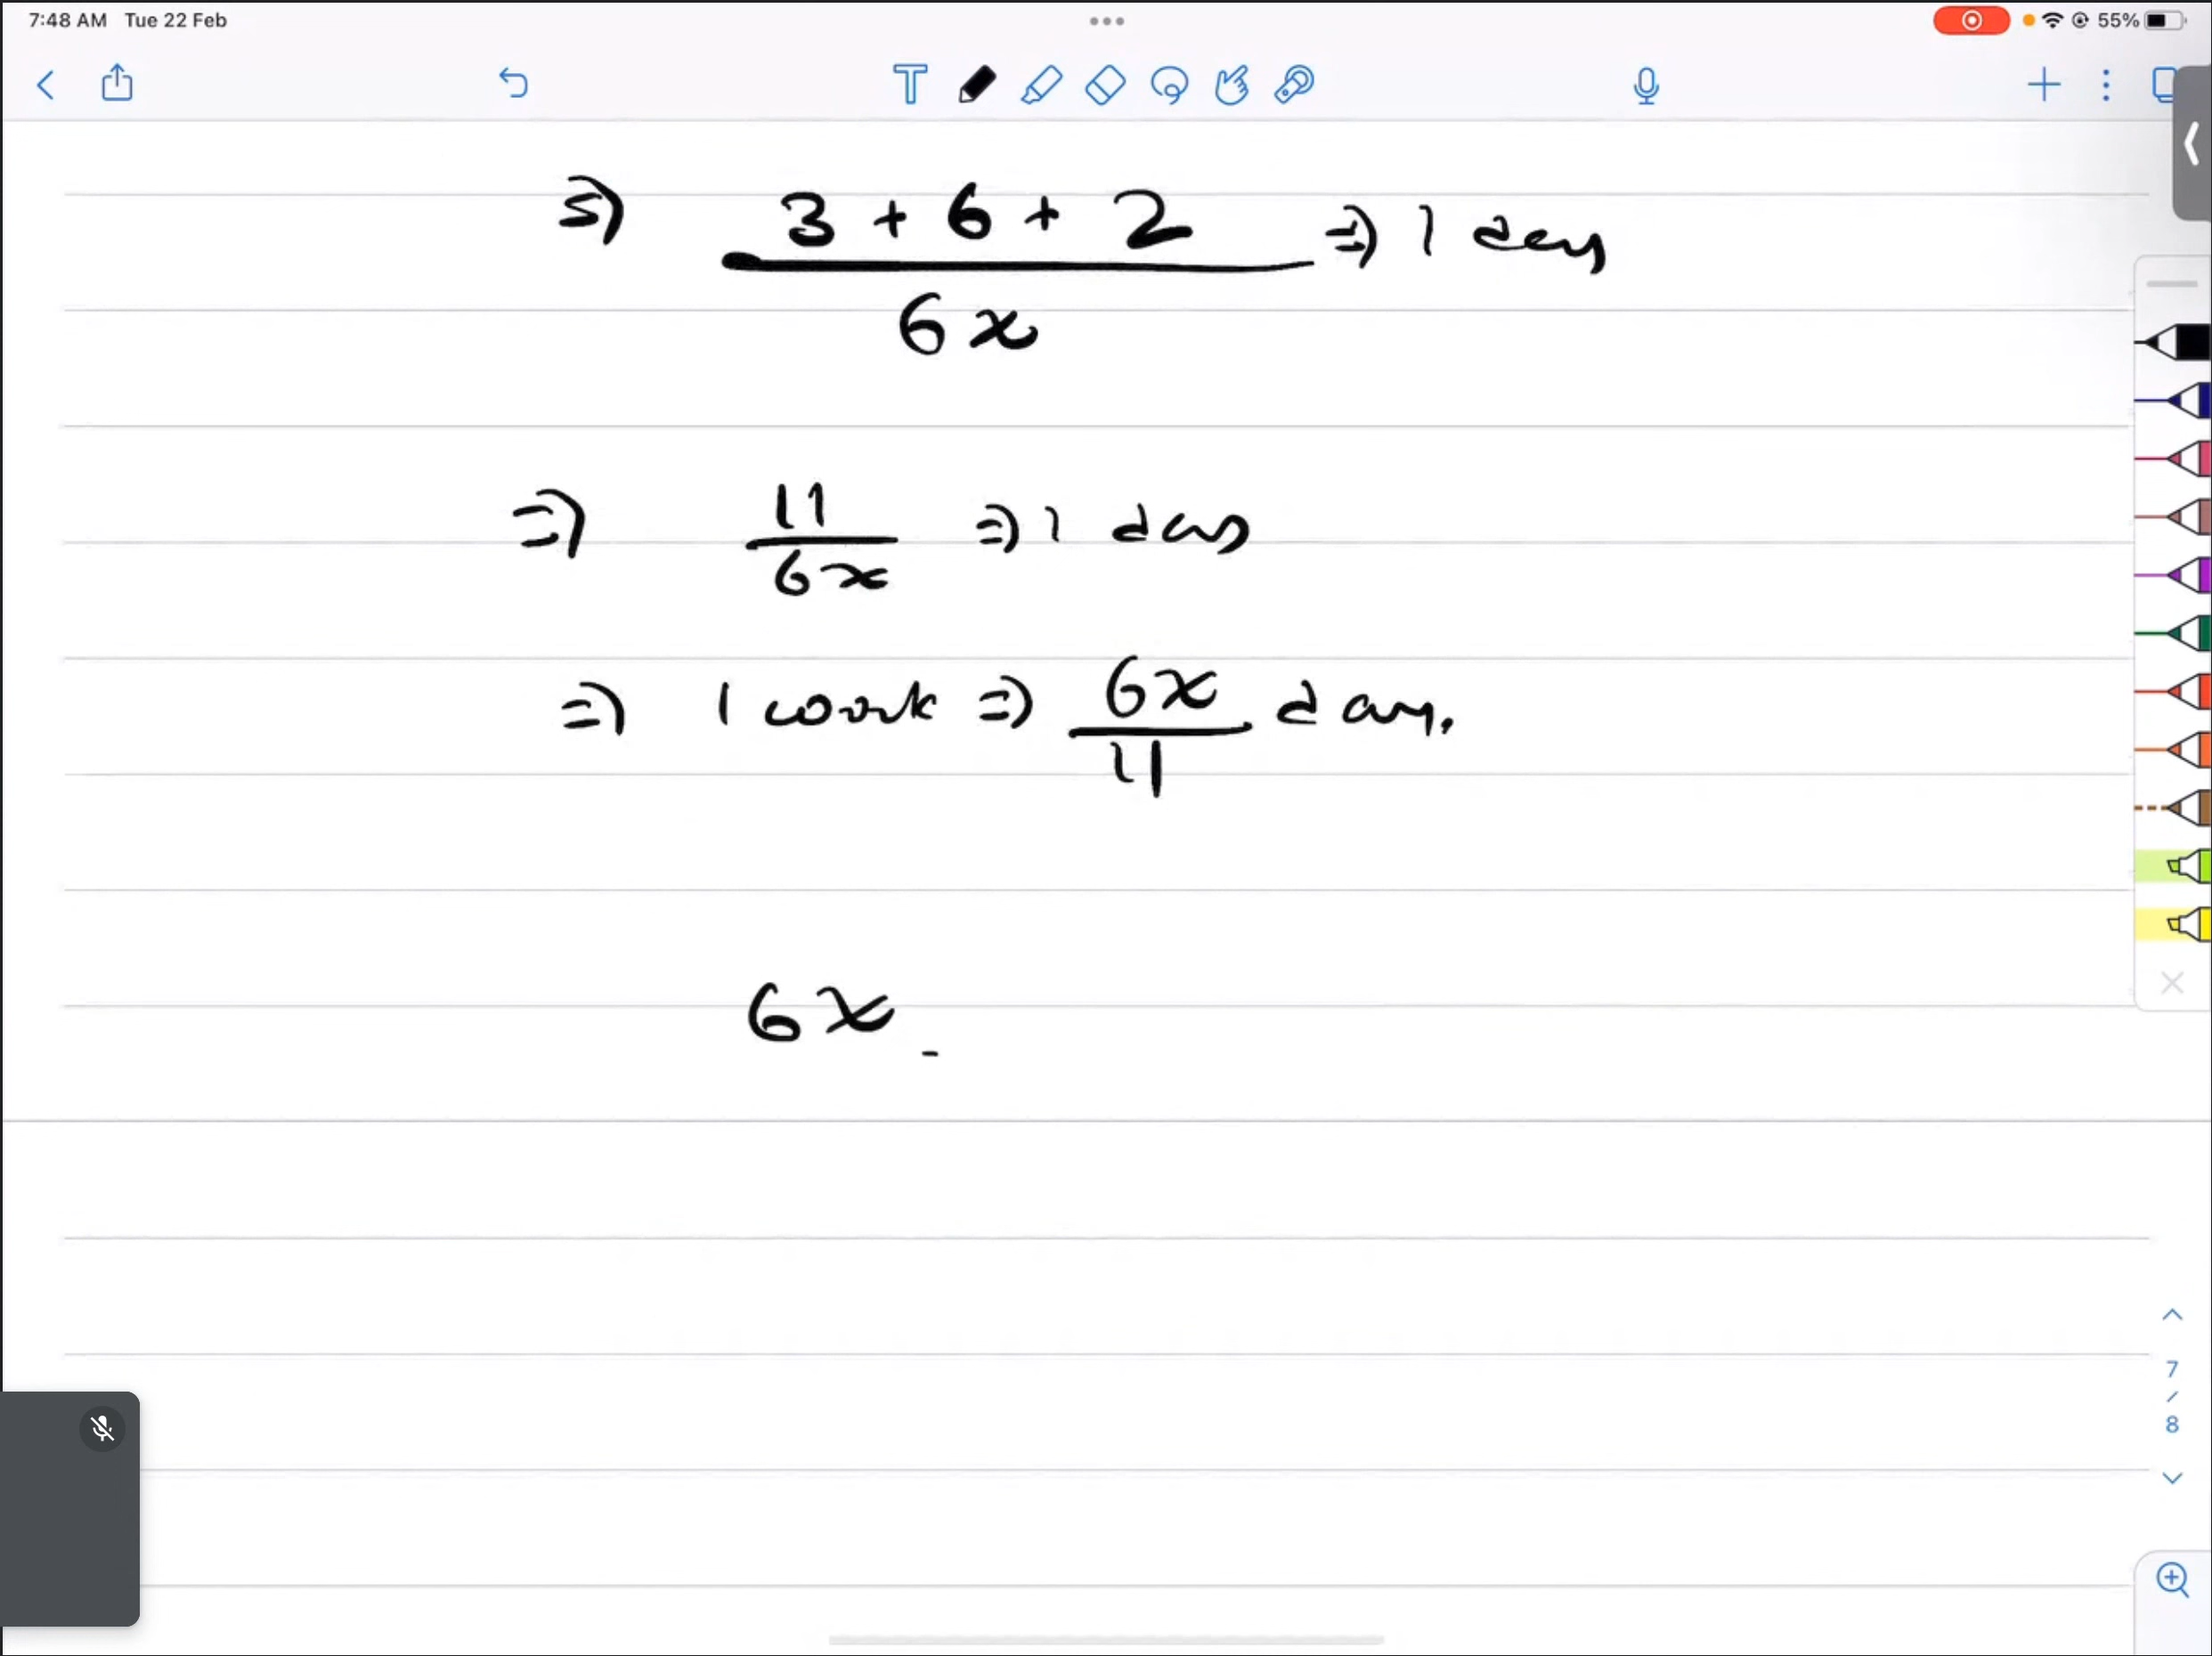 7:48 AM Tue 22 Feb
55%
T
⇒) 3 + 6 + 2 ⇒ 1 day
6x
⇒ 11 ⇒ 1 day
6x
⇒ 1 work ⇒ 6x days.
11
6x -
7
/
8